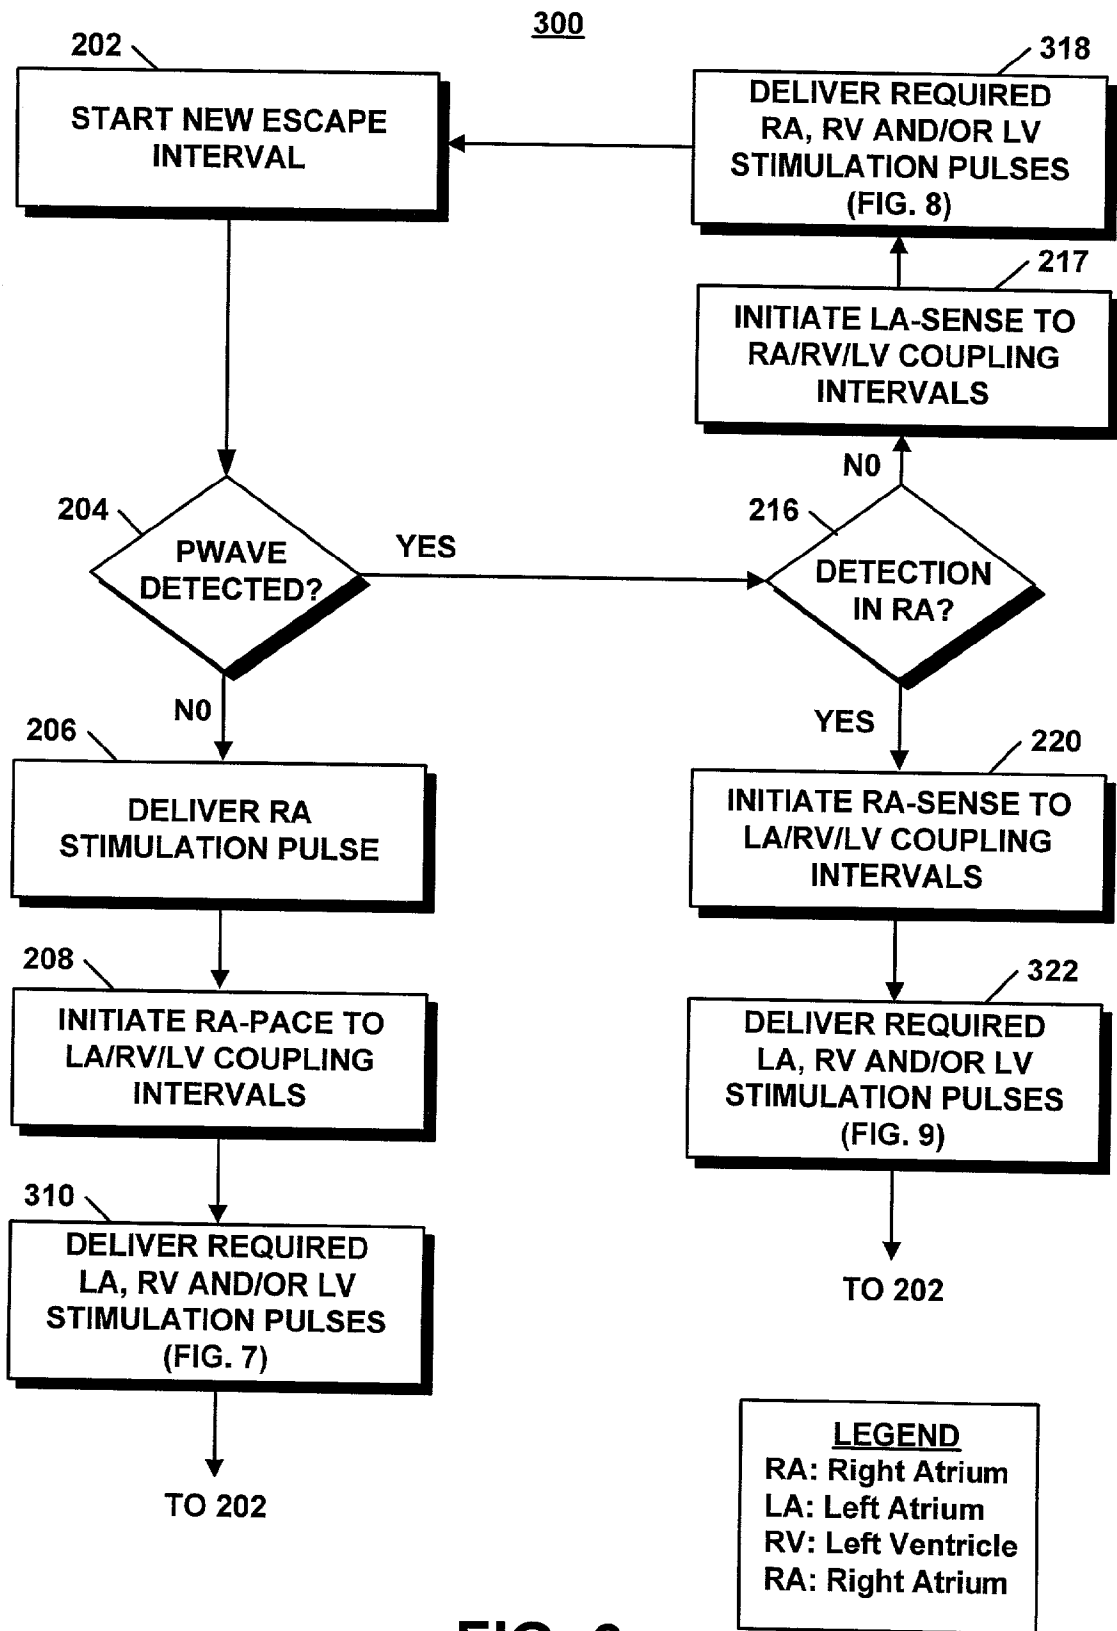 300
202
START NEW ESCAPE
INTERVAL
318
DELIVER REQUIRED
RA, RV AND/OR LV
STIMULATION PULSES
(FIG. 8)
217
INITIATE LA-SENSE TO
RA/RV/LV COUPLING
INTERVALS
N0
204
PWAVE
DETECTED?
YES
216
DETECTION
IN RA?
N0
YES
206
DELIVER RA
STIMULATION PULSE
220
INITIATE RA-SENSE TO
LA/RV/LV COUPLING
INTERVALS
208
INITIATE RA-PACE TO
LA/RV/LV COUPLING
INTERVALS
322
DELIVER REQUIRED
LA, RV AND/OR LV
STIMULATION PULSES
(FIG. 9)
310
DELIVER REQUIRED
LA, RV AND/OR LV
STIMULATION PULSES
(FIG. 7)
TO 202
TO 202
LEGEND
RA: Right Atrium
LA: Left Atrium
RV: Left Ventricle
RA: Right Atrium
FIG.